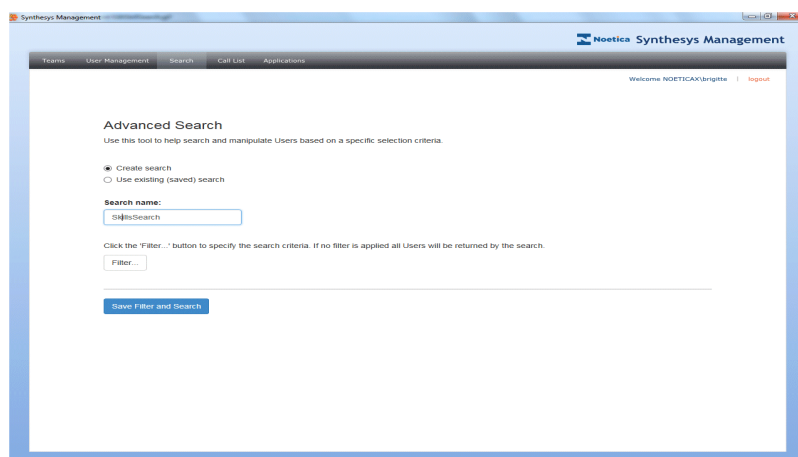 Synthesys Management
Noetica Synthesys Management
Teams User Management Search Call List Applications
Welcome NOETICAX\brigitte | logout
Advanced Search
Use this tool to help search and manipulate Users based on a specific selection criteria.
Create search
Use existing (saved) search
Search name:
SkillsSearch
Click the 'Filter...' button to specify the search criteria. If no filter is applied all Users will be returned by the search.
Filter...
Save Filter and Search